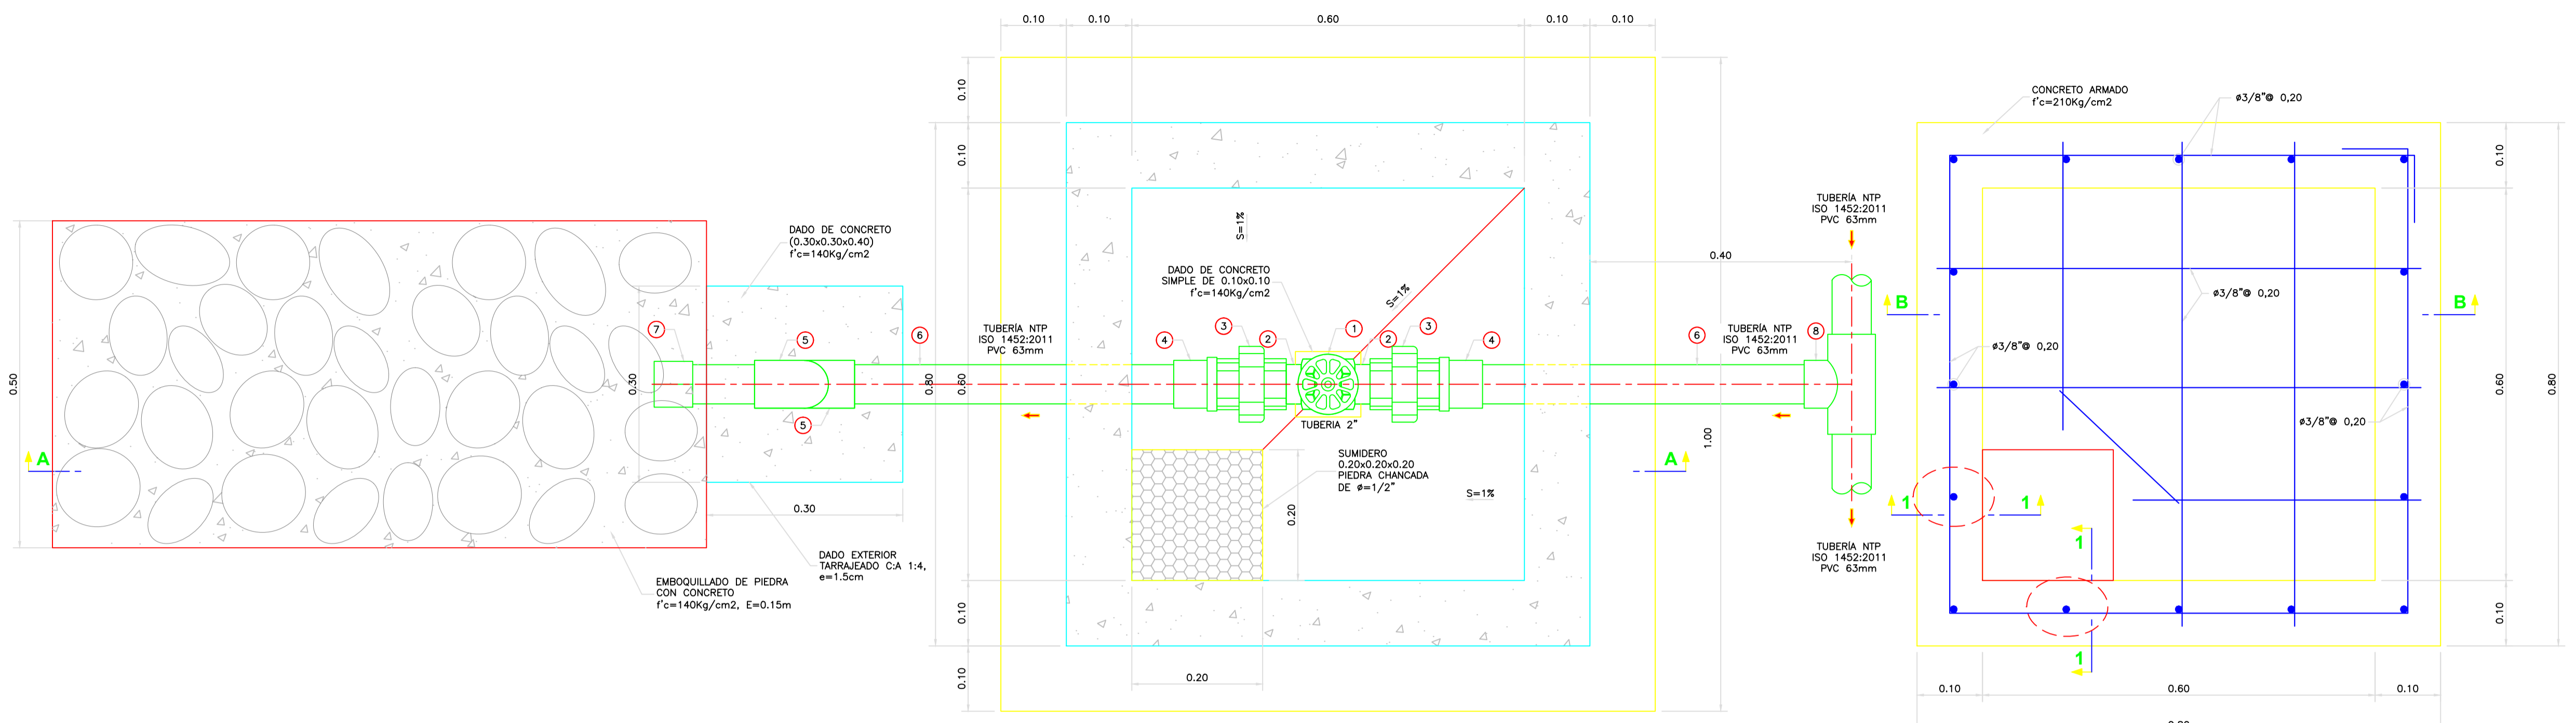 0.10
0.10
0.60
0.10
0.10
0.10
0.10
0.80
0.60
0.10
0.10
1.00
0.40
0.50
DADO DE CONCRETO
(0.30x0.30x0.40)
f'c=140Kg/cm2
0.30
7
5
5
6
TUBERÍA NTP
ISO 1452:2011
PVC 63mm
A
0.30
DADO EXTERIOR
TARRAJEADO C:A 1:4,
e=1.5cm
EMBOQUILLADO DE PIEDRA
CON CONCRETO
f'c=140Kg/cm2, E=0.15m
S=1%
DADO DE CONCRETO
SIMPLE DE 0.10x0.10
f'c=140Kg/cm2
S=1%
4
3
2
1
2
3
4
TUBERIA 2"
SUMIDERO
0.20x0.20x0.20
PIEDRA CHANCADA
DE ø=1/2"
S=1%
0.20
0.20
A
6
TUBERÍA NTP
ISO 1452:2011
PVC 63mm
8
TUBERÍA NTP
ISO 1452:2011
PVC 63mm
TUBERÍA NTP
ISO 1452:2011
PVC 63mm
CONCRETO ARMADO
f'c=210Kg/cm2
ø3/8"@ 0,20
ø3/8"@ 0,20
ø3/8"@ 0,20
ø3/8"@ 0,20
B
B
1
1
1
1
0.10
0.60
0.10
0.80
0.10
0.60
0.10